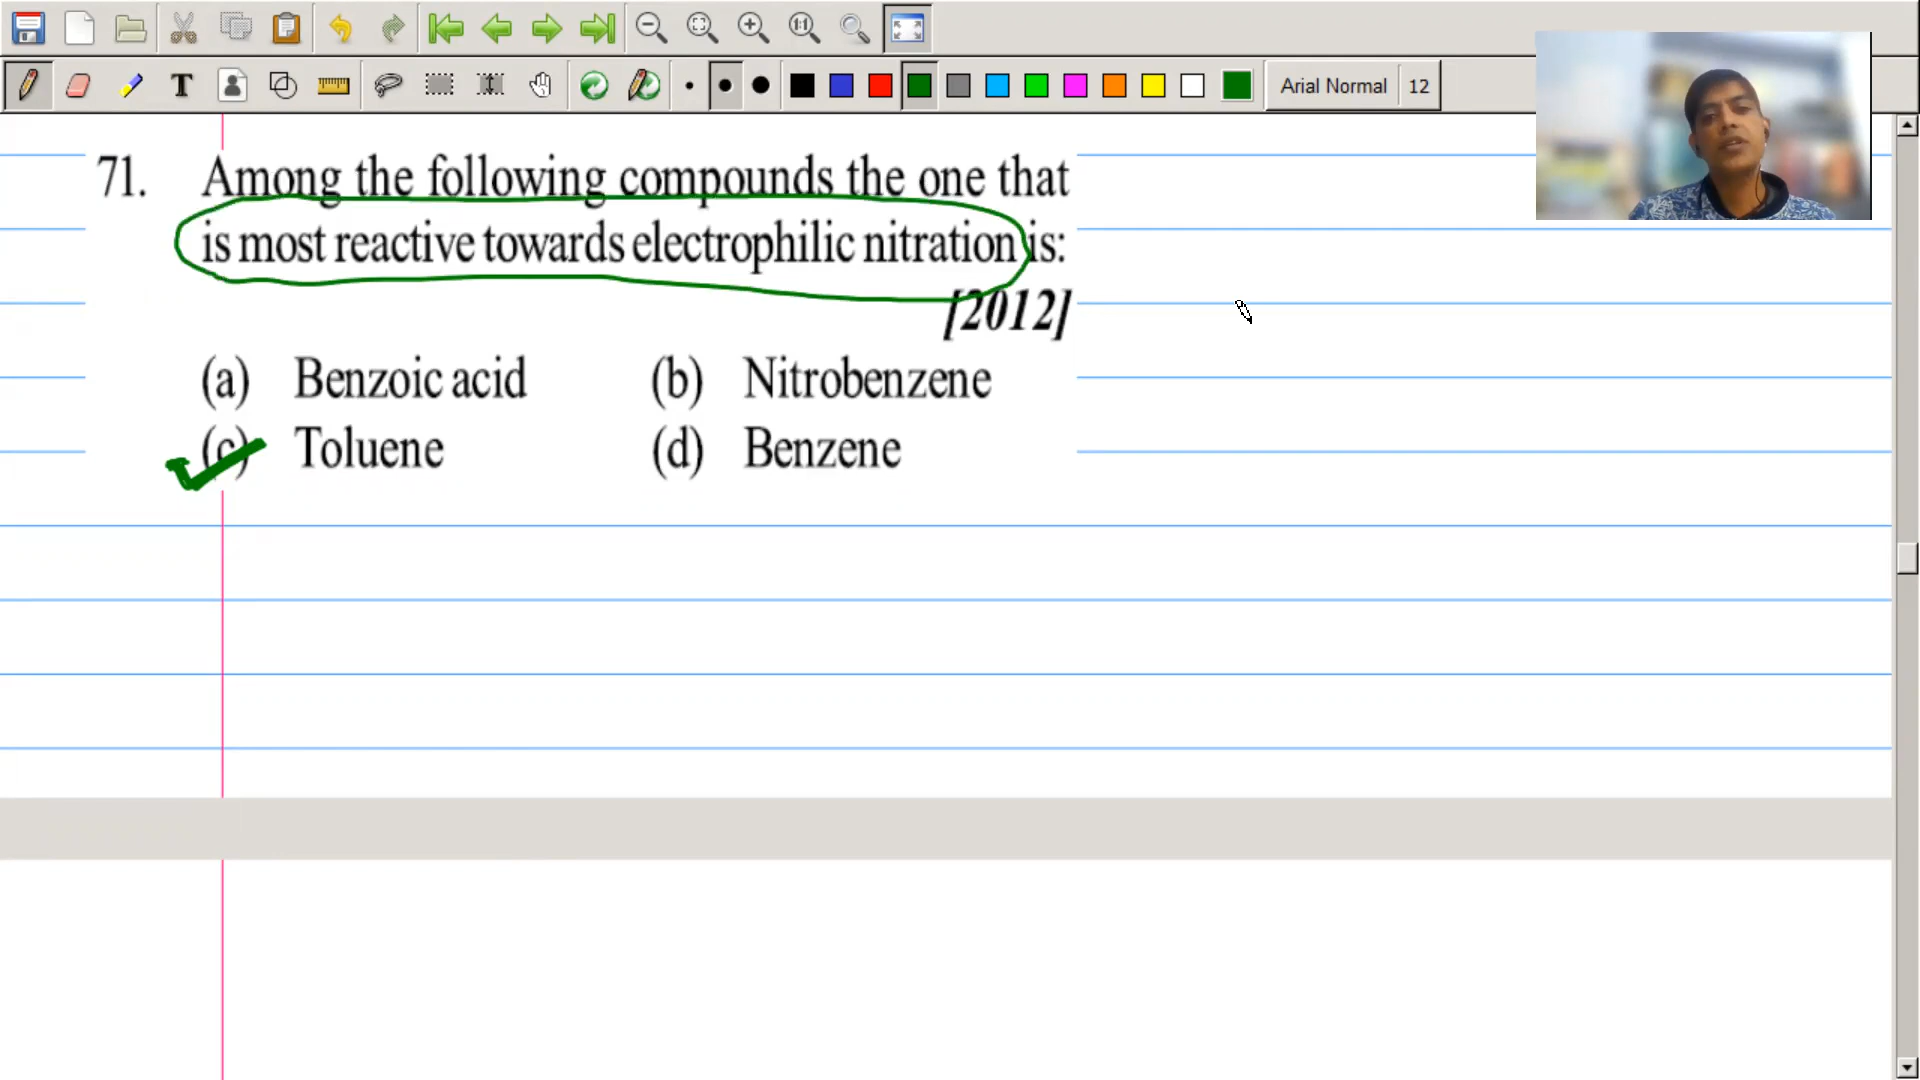 Arial Normal 12
71. Among the following compounds the one that
is most reactive towards electrophilic nitration is:
[2012]
(a) Benzoic acid (b) Nitrobenzene
(c) Toluene (d) Benzene